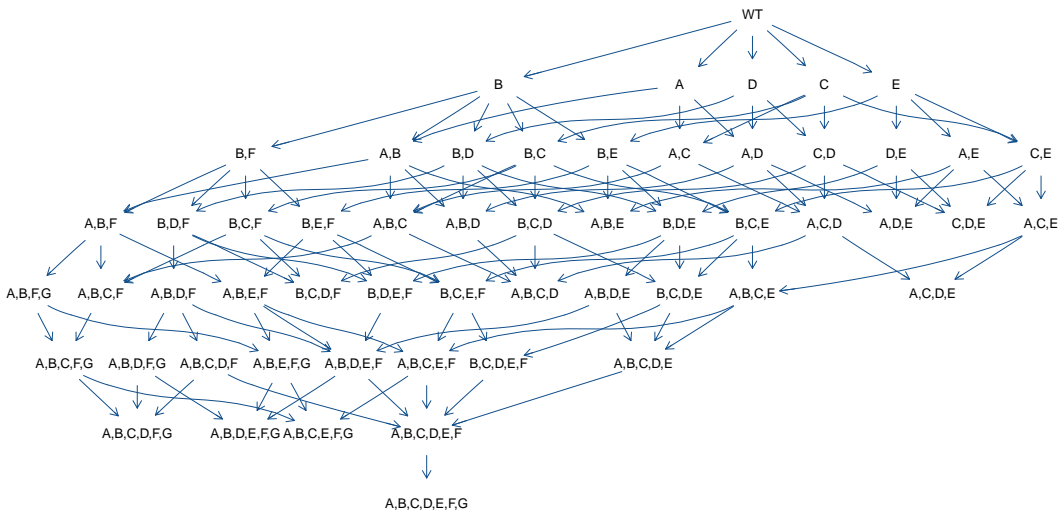 WT
B A D C E
B,F A,B B,D B,C B,E A,C A,D C,D D,E A,E C,E
A,B,F B,D,F B,C,F B,E,F A,B,C A,B,D B,C,D A,B,E B,D,E B,C,E A,C,D A,D,E C,D,E A,C,E
A,B,F,G A,B,C,F A,B,D,F A,B,E,F B,C,D,F B,D,E,F B,C,E,F A,B,C,D A,B,D,E B,C,D,E A,B,C,E A,C,D,E
A,B,C,F,G A,B,D,F,G A,B,C,D,F A,B,E,F,G A,B,D,E,F A,B,C,E,F B,C,D,E,F A,B,C,D,E
A,B,C,D,F,G A,B,D,E,F,G A,B,C,E,F,G A,B,C,D,E,F
A,B,C,D,E,F,G